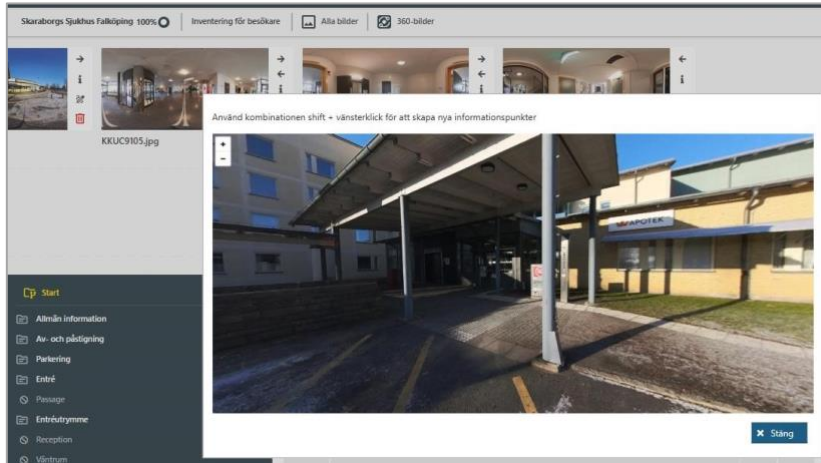 Skaraborgs Sjukhus Falköping 100%
Inventering för besökare
Alla bilder
360-bilder
KKUC9105.jpg
Använd kombinationen shift + vänsterklick för att skapa nya informationspunkter
+
-
APOTEK
Start
Allmän information
Av- och påstigning
Parkering
Entré
Passage
Entréutrymme
Reception
Väntrum
× Stäng